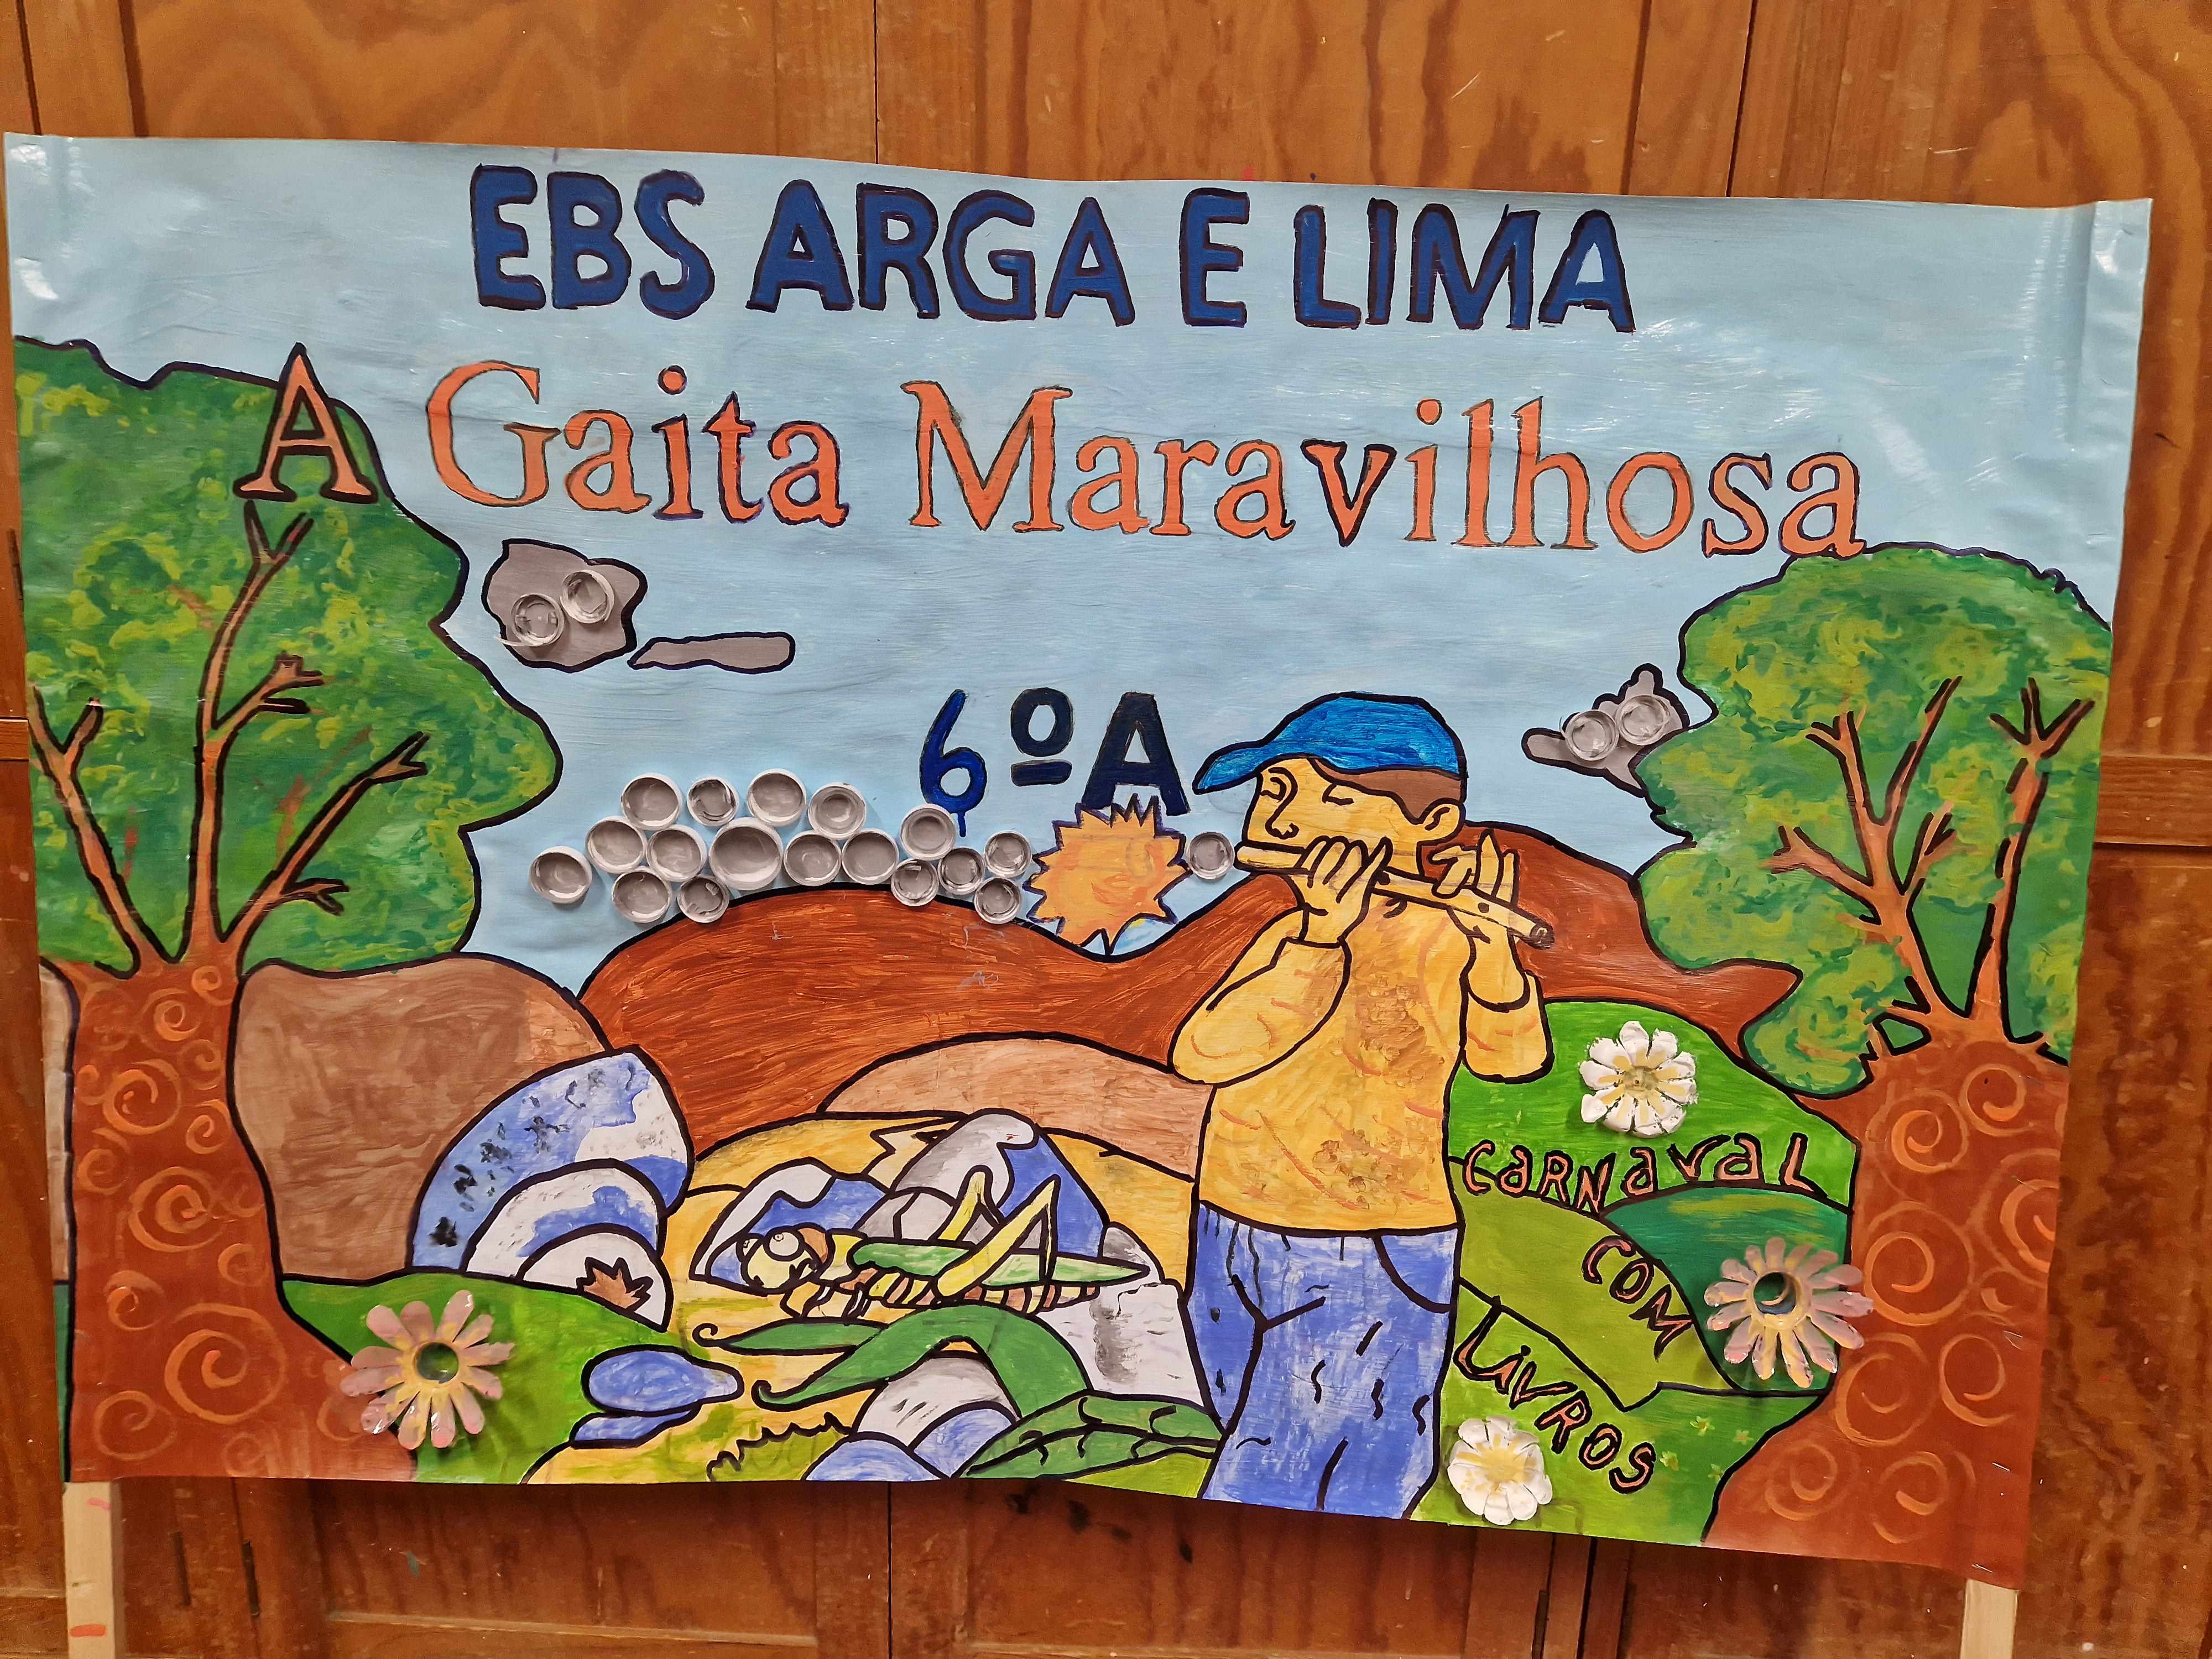 EBS ARGA E LIMA
A Gaita Maravilhosa
6ºA
CARNAVAL
COM
LIVROS